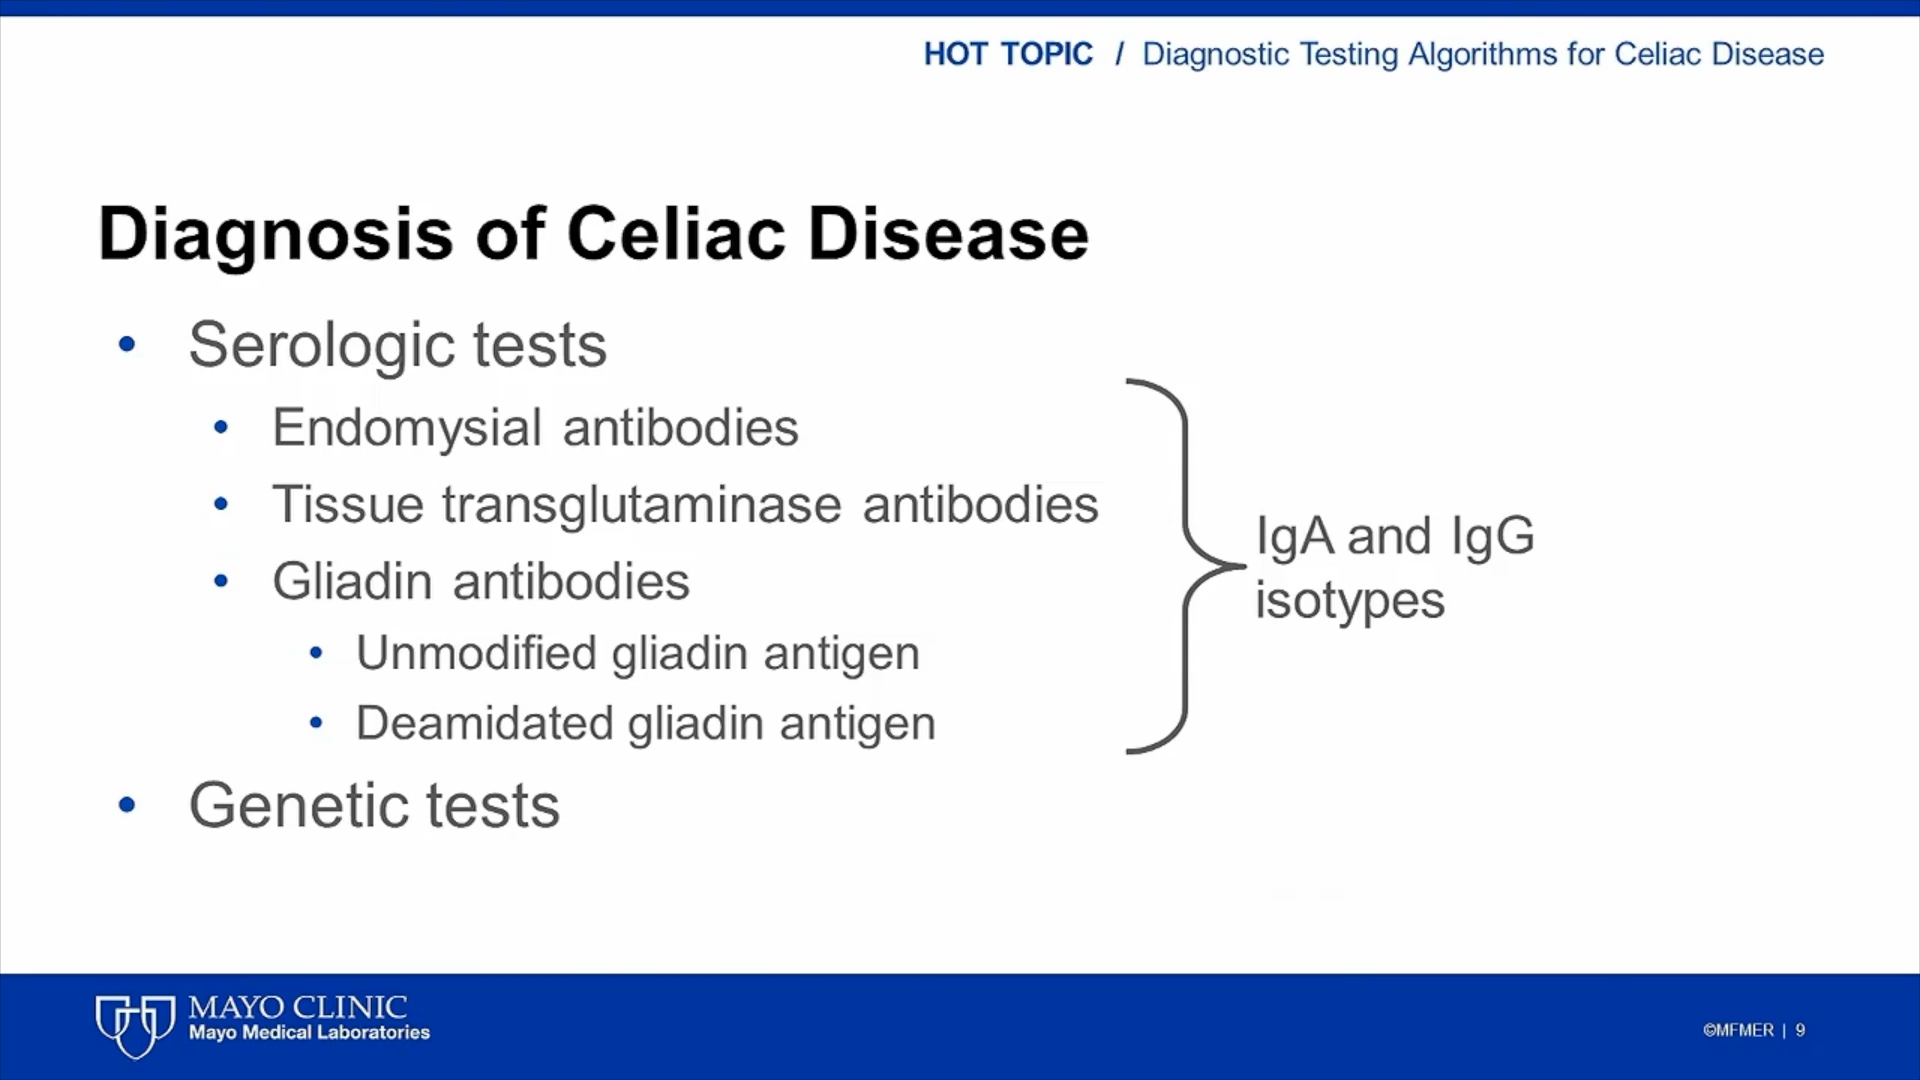 HOT TOPIC / Diagnostic Testing Algorithms for Celiac Disease
Diagnosis of Celiac Disease
• Serologic tests
• Endomysial antibodies
• Tissue transglutaminase antibodies
• Gliadin antibodies
• Unmodified gliadin antigen
• Deamidated gliadin antigen
IgA and IgG
isotypes
• Genetic tests
MAYO CLINIC
Mayo Medical Laboratories
©MFMER | 9